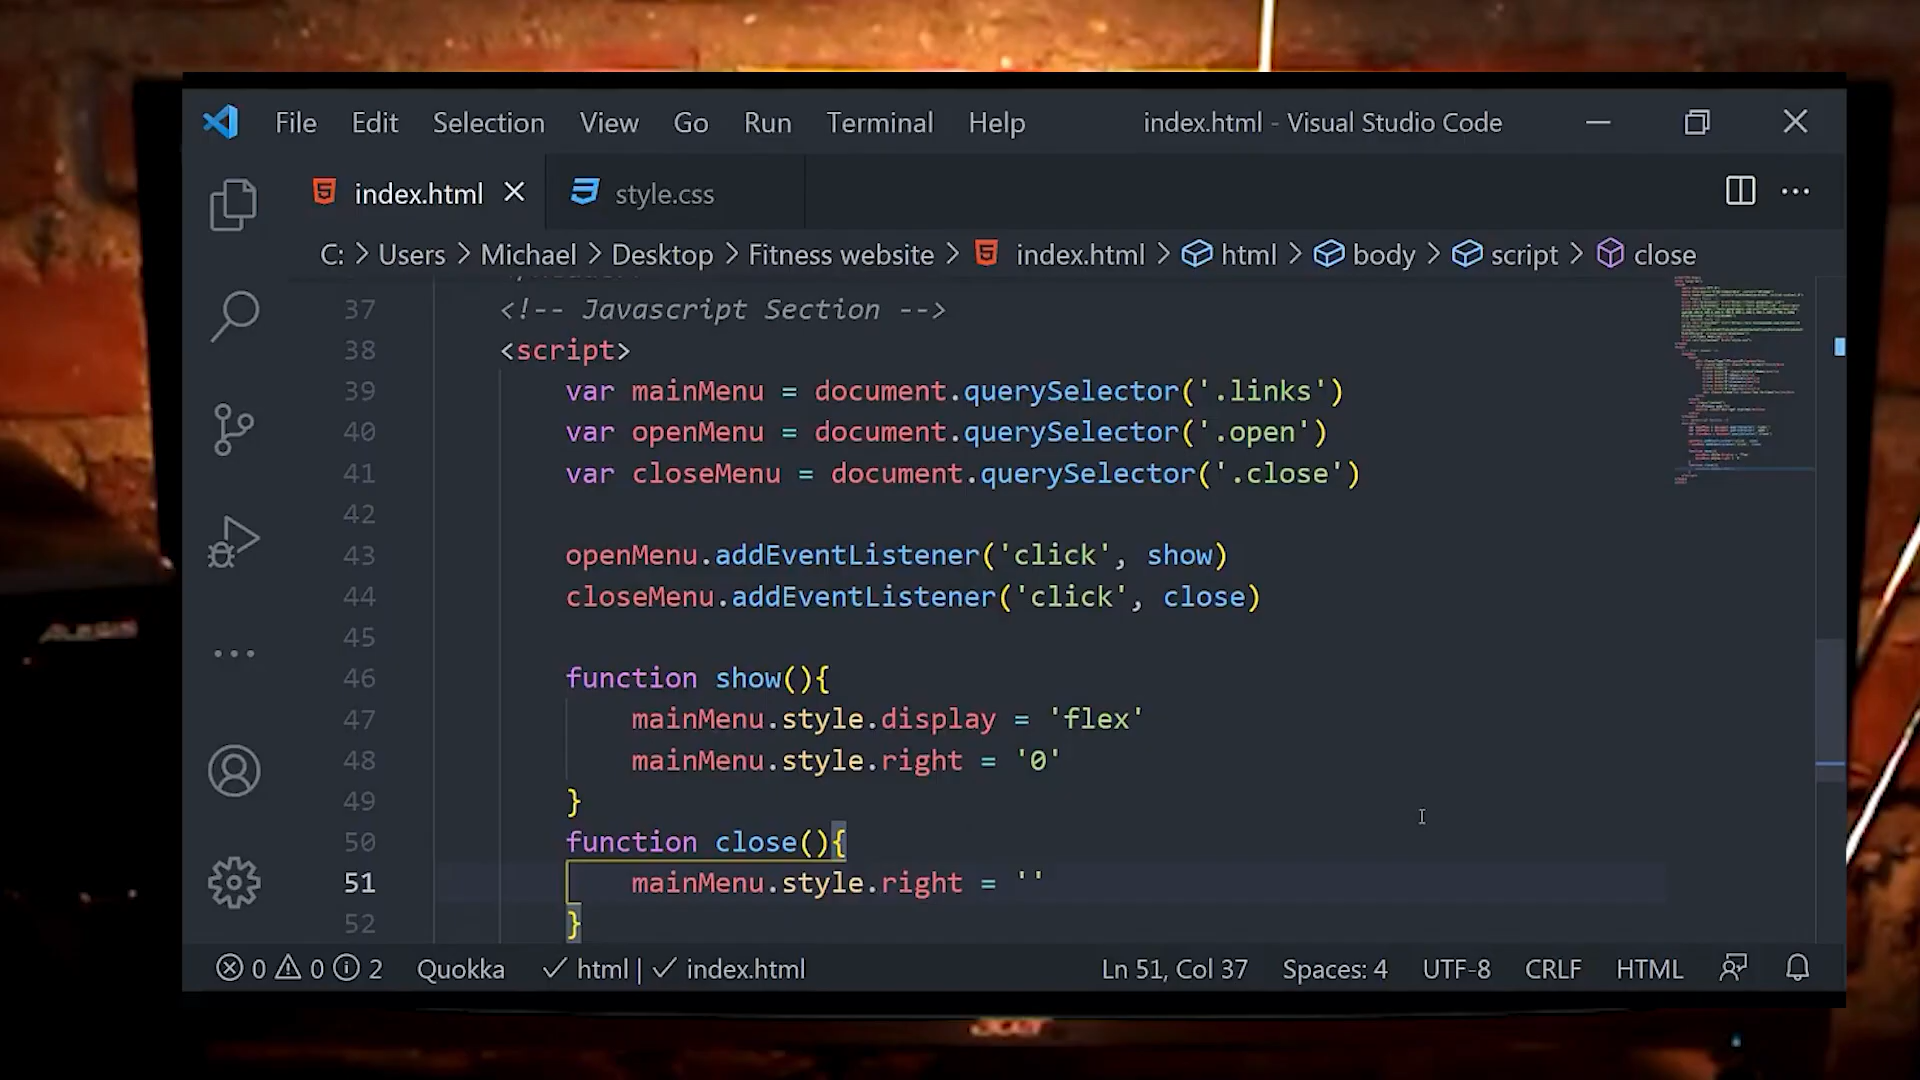 File Edit Selection View Go Run Terminal Help index.html - Visual Studio Code
index.html style.css
C: > Users > Michael > Desktop > Fitness website > index.html > html > body > script > close
37 <!-- Javascript Section -->
38 <script>
39 var mainMenu = document.querySelector('.links')
40 var openMenu = document.querySelector('.open')
41 var closeMenu = document.querySelector('.close')
42
43 openMenu.addEventListener('click', show)
44 closeMenu.addEventListener('click', close)
45
46 function show(){
47 mainMenu.style.display = 'flex'
48 mainMenu.style.right = '0'
49 }
50 function close(){
51 mainMenu.style.right = ''
52 }
0 0 2 Quokka ✓ html | ✓ index.html Ln 51, Col 37 Spaces: 4 UTF-8 CRLF HTML
ALESIS
acer